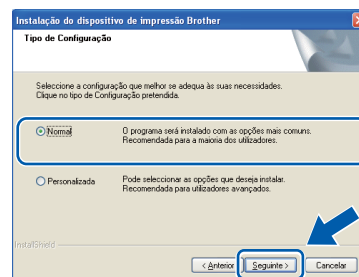 Instalação do dispositivo de impressão Brother
Tipo de Configuração
Seleccione a configuração que melhor se adequa às suas necessidades.
Clique no tipo de Configuração pretendida.
Normal
O programa será instalado com as opções mais comuns.
Recomendada para a maioria dos utilizadores.
Personalizada
Pode seleccionar as opções que deseja instalar.
Recomendada para utilizadores avançados.
InstallShield
< Anterior
Seguinte >
Cancelar